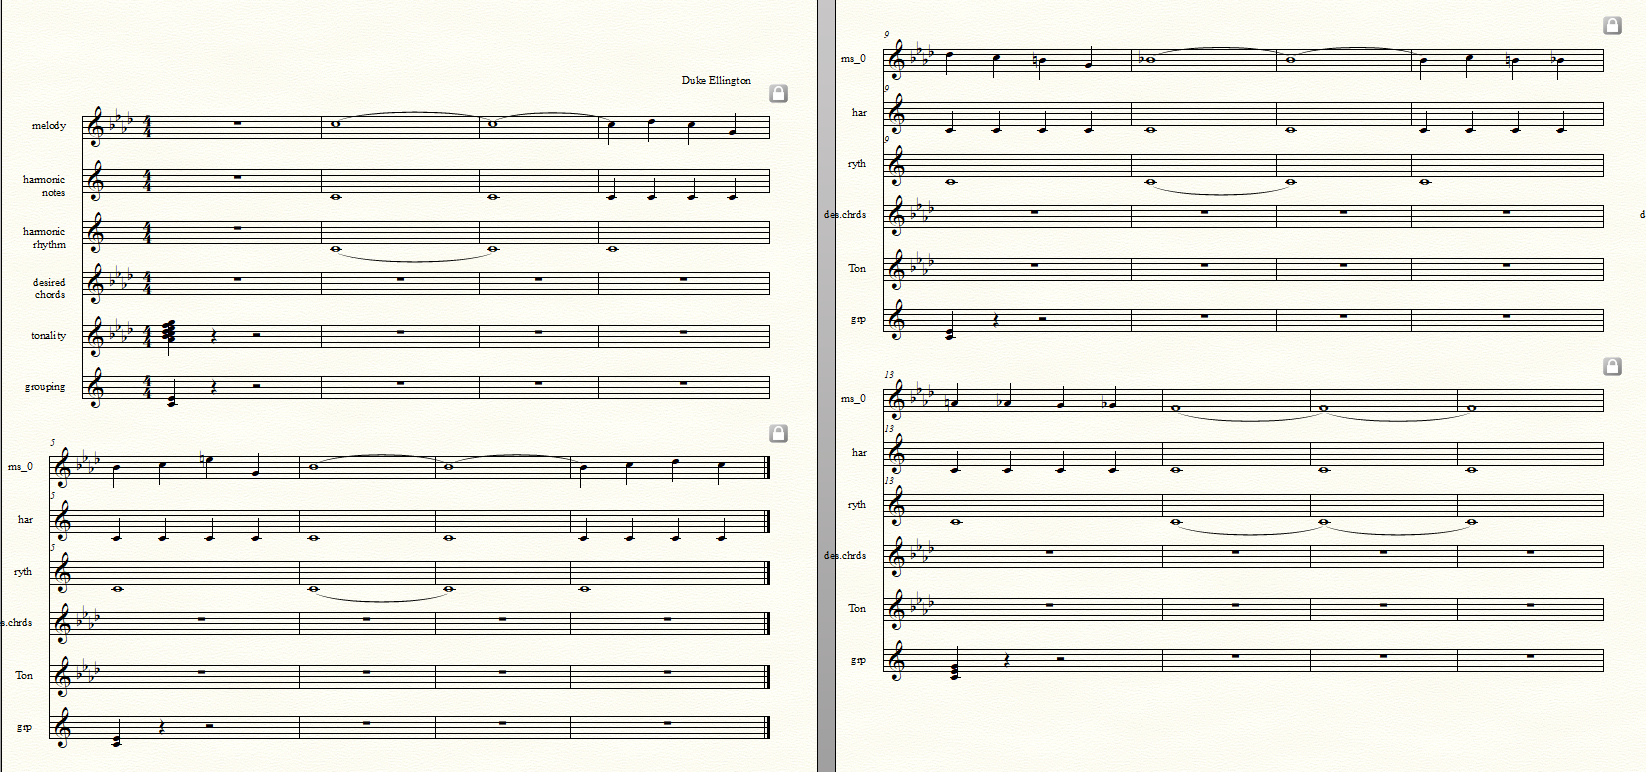 Duke Ellington
melody
harmonic
notes
harmonic
rhythm
desired
chords
tonality
grouping
5
ms_0
5
har
5
ryth
s.chrds
Ton
grp
9
ms_0
9
har
9
ryth
des.chrds
d
Ton
grp
13
ms_0
13
har
13
ryth
des.chrds
Ton
grp